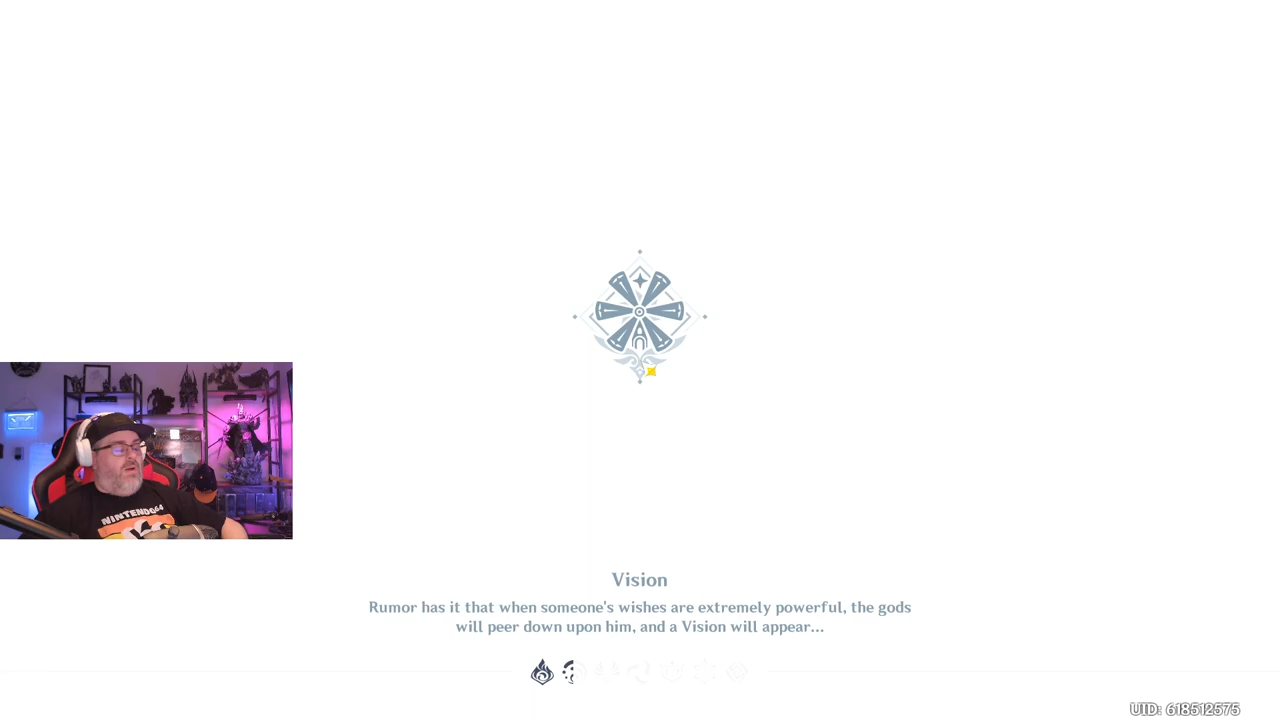 NINTENDO64
Vision
Rumor has it that when someone's wishes are extremely powerful, the gods
will peer down upon him, and a Vision will appear...
UID: 618512575